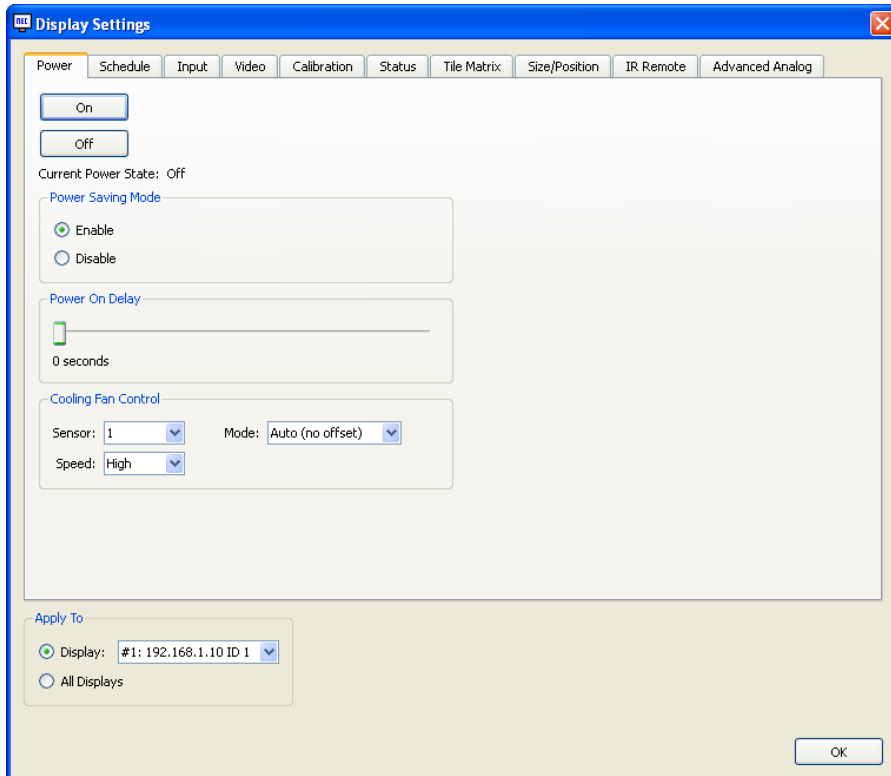 NEC Display Settings
Power Schedule Input Video Calibration Status Tile Matrix Size/Position IR Remote Advanced Analog
On
Off
Current Power State: Off
Power Saving Mode
Enable
Disable
Power On Delay
0 seconds
Cooling Fan Control
Sensor: 1 Mode: Auto (no offset)
Speed: High
Apply To
Display: #1: 192.168.1.10 ID 1
All Displays
OK